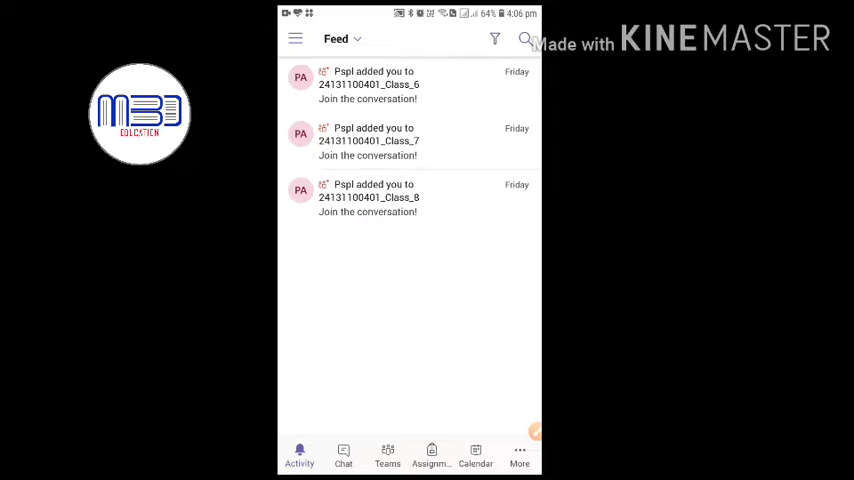 64% 4:06 pm
Feed
Made with KINEMASTER
MBD
EDUCATION
PA
Pspl added you to
24131100401_Class_6
Join the conversation!
Friday
PA
Pspl added you to
24131100401_Class_7
Join the conversation!
Friday
PA
Pspl added you to
24131100401_Class_8
Join the conversation!
Friday
Activity
Chat
Teams
Assignm...
Calendar
More